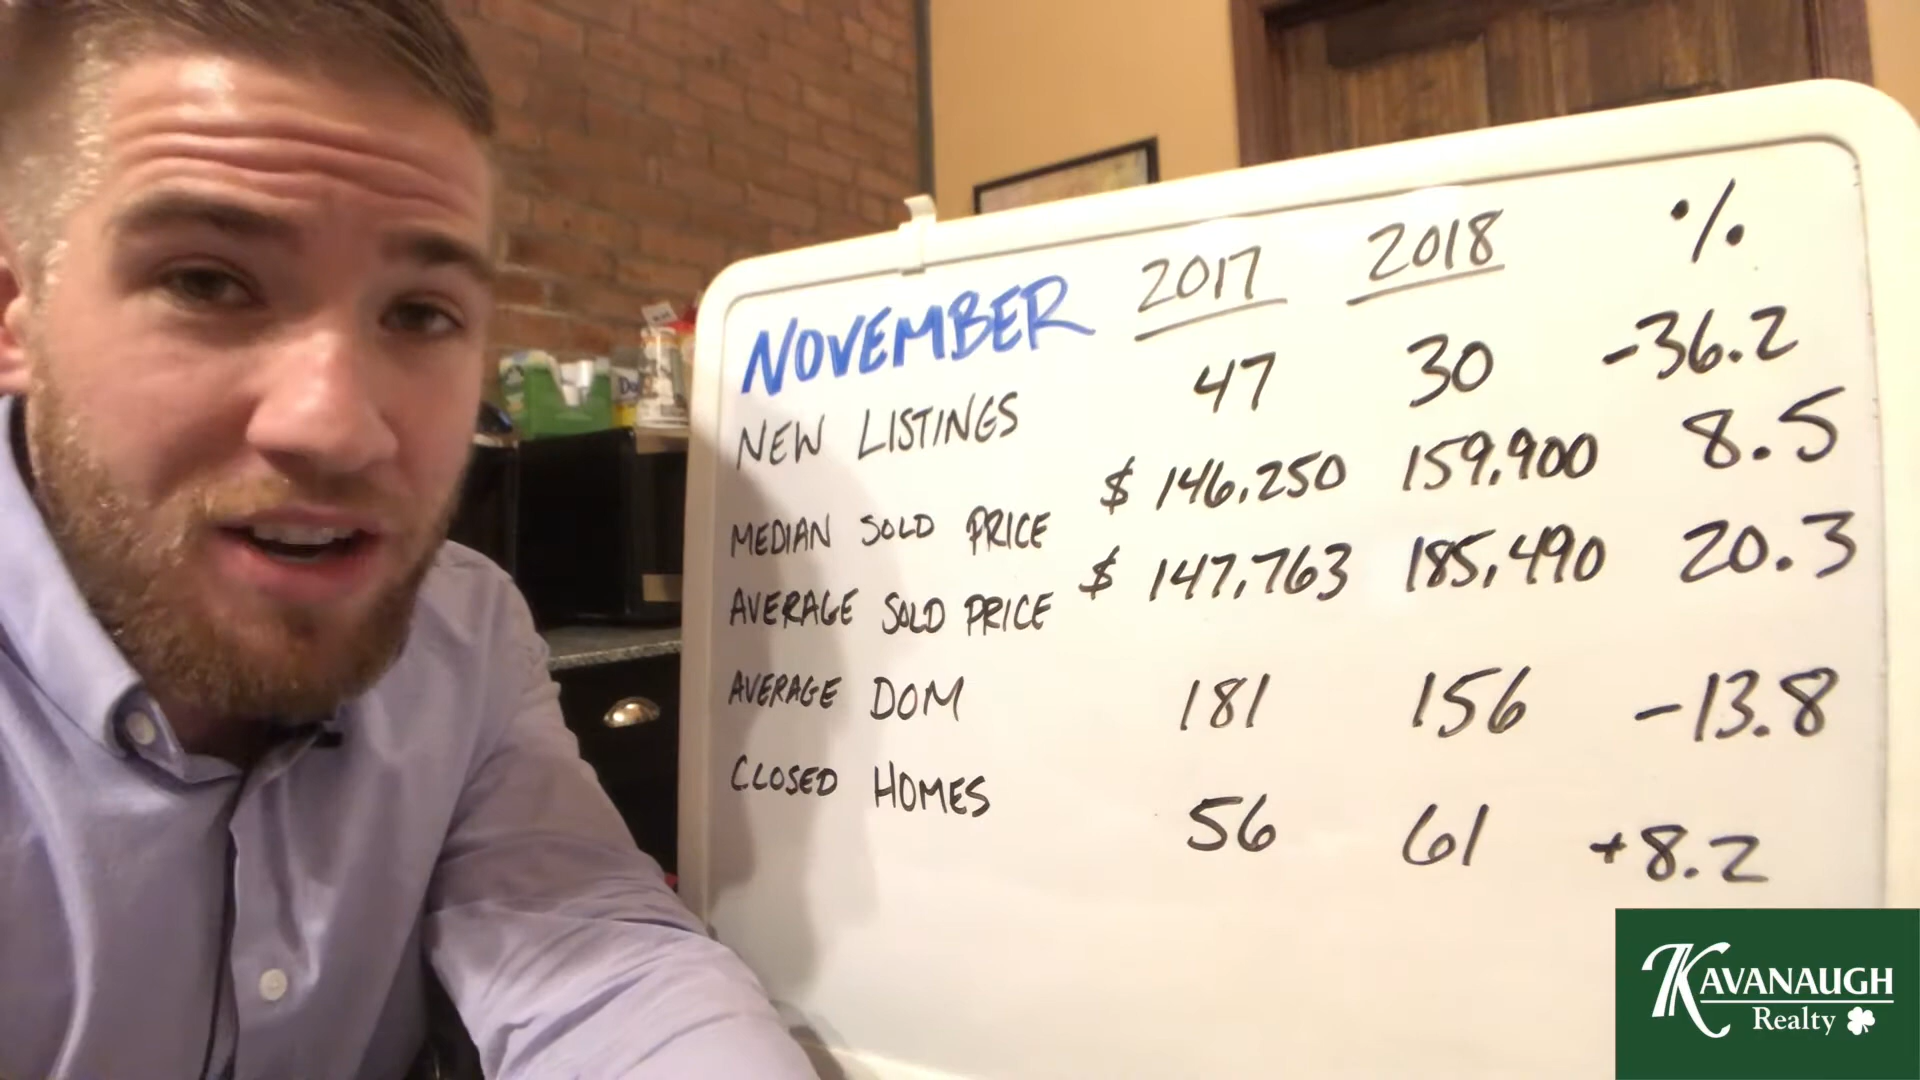 NOVEMBER 2017 2018 %
NEW LISTINGS 47 30 -36.2
MEDIAN SOLD PRICE $ 146,250 159,900 8.5
AVERAGE SOLD PRICE $ 147,763 185,490 20.3
AVERAGE DOM 181 156 -13.8
CLOSED HOMES 56 61 +8.2
KAVANAUGH
Realty